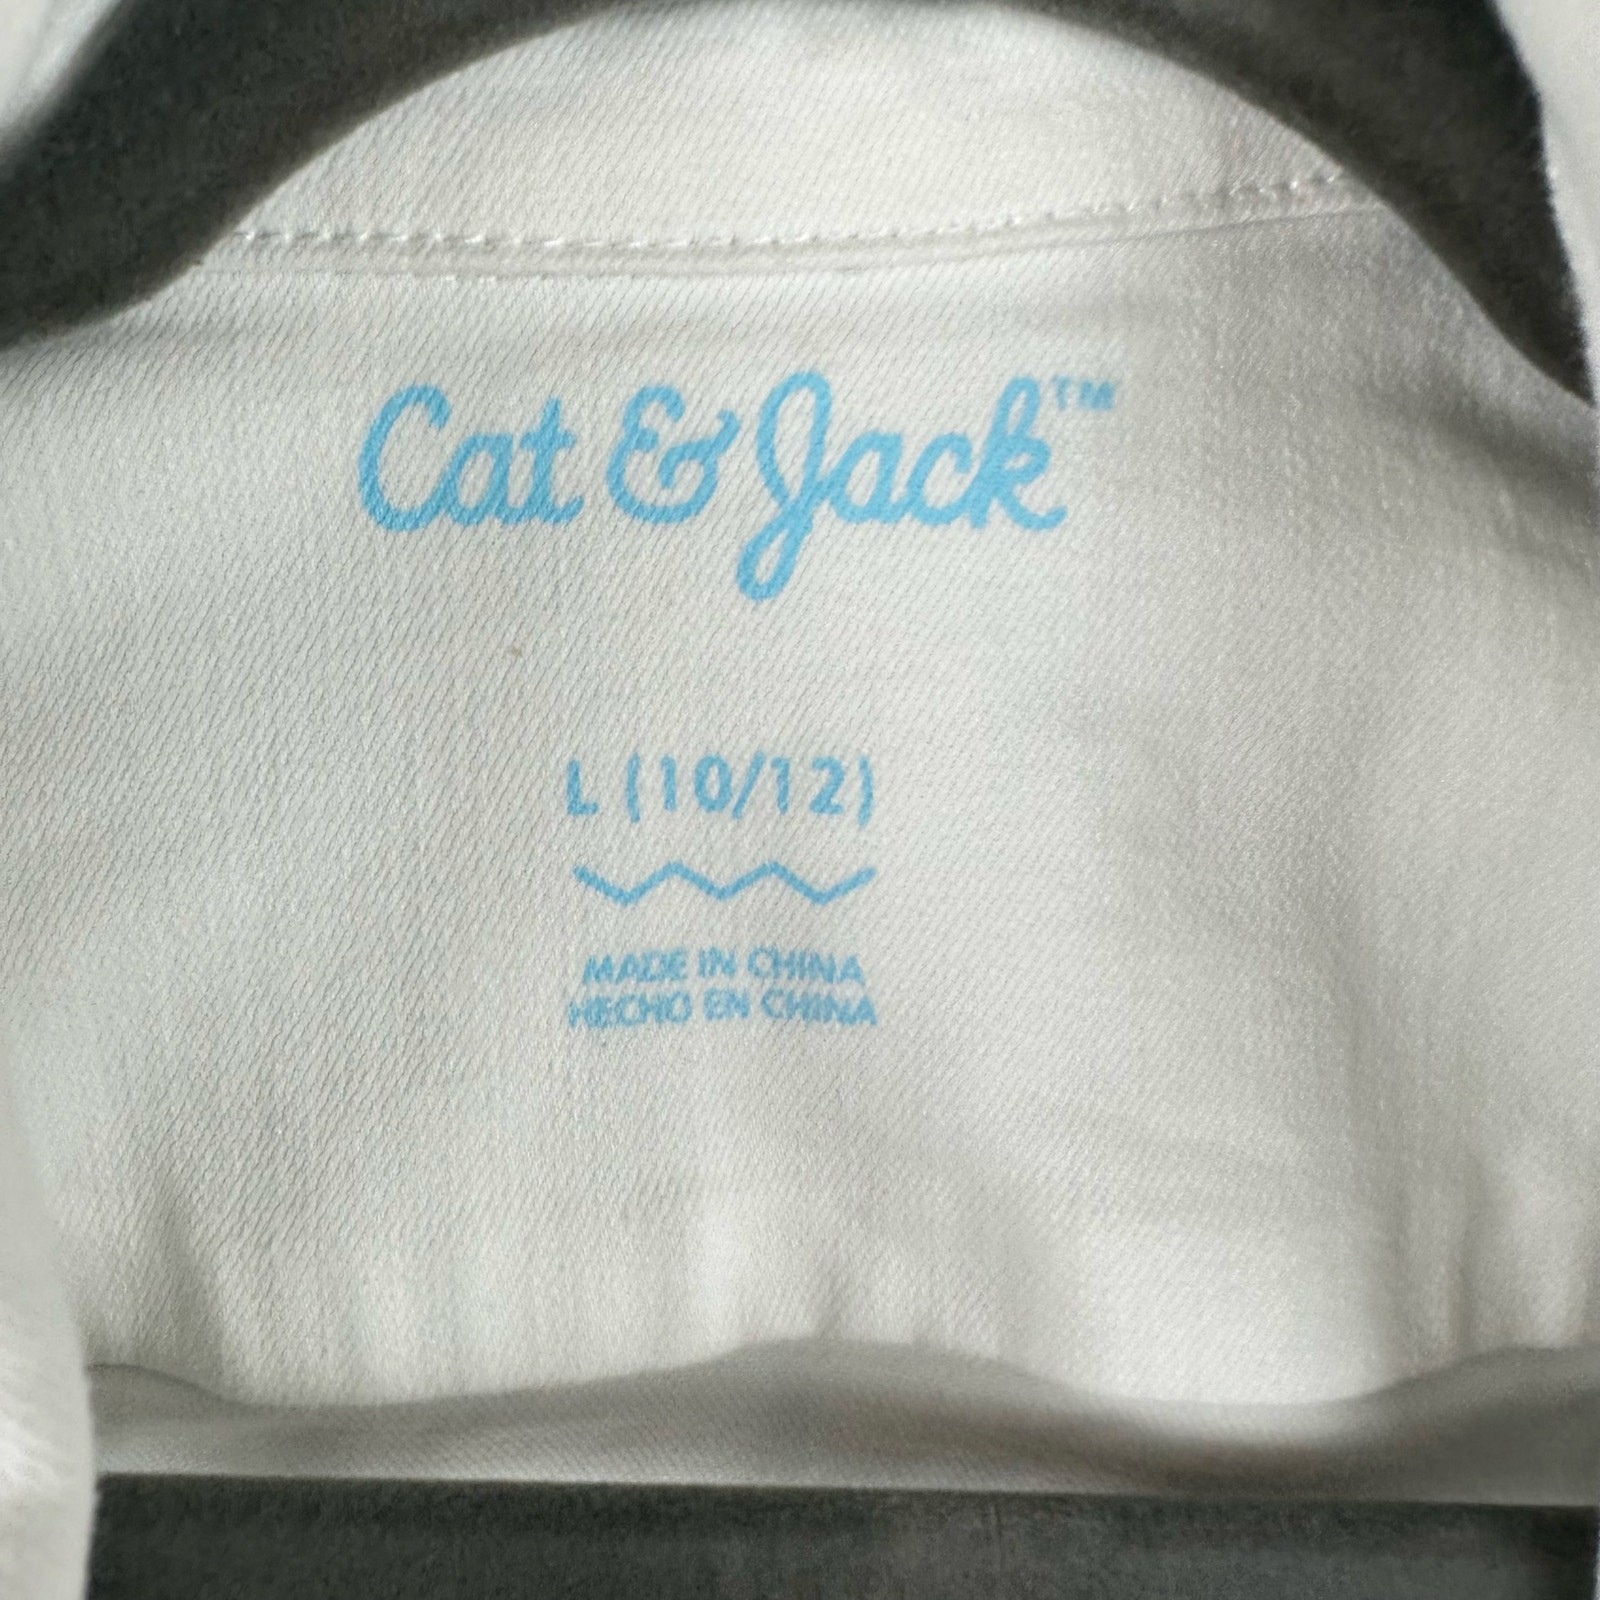 Cat & Jack™
L (10/12)
MADE IN CHINA
HECHO EN CHINA